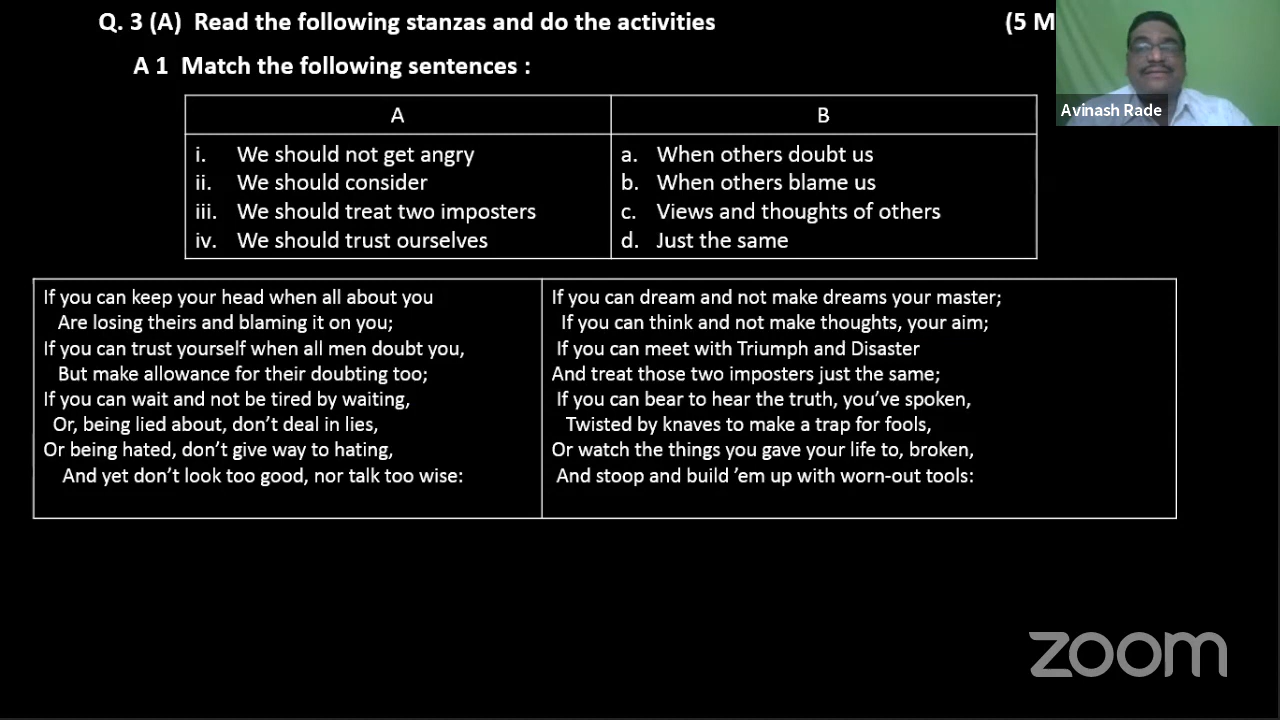 Q. 3 (A) Read the following stanzas and do the activities (5 M
A 1 Match the following sentences :
Avinash Rade
A B
i. We should not get angry a. When others doubt us
ii. We should consider b. When others blame us
iii. We should treat two imposters c. Views and thoughts of others
iv. We should trust ourselves d. Just the same
If you can keep your head when all about you
Are losing theirs and blaming it on you;
If you can trust yourself when all men doubt you,
But make allowance for their doubting too;
If you can wait and not be tired by waiting,
Or, being lied about, don’t deal in lies,
Or being hated, don’t give way to hating,
And yet don’t look too good, nor talk too wise:
If you can dream and not make dreams your master;
If you can think and not make thoughts, your aim;
If you can meet with Triumph and Disaster
And treat those two imposters just the same;
If you can bear to hear the truth, you’ve spoken,
Twisted by knaves to make a trap for fools,
Or watch the things you gave your life to, broken,
And stoop and build ’em up with worn-out tools:
zoom